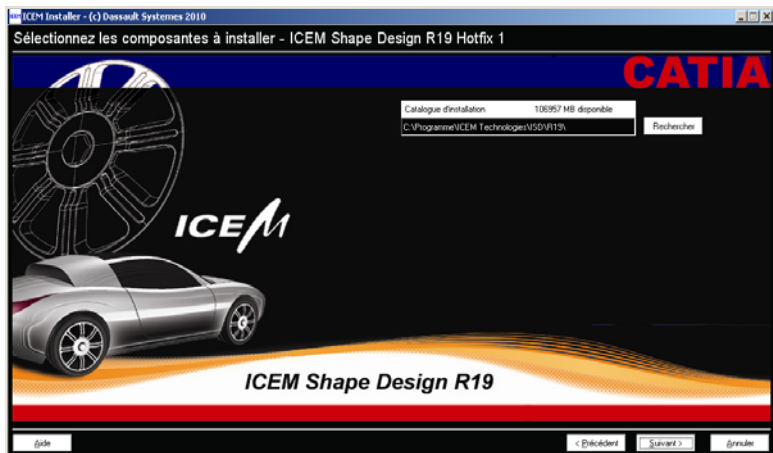 ICEM Installer - (c) Dassault Systemes 2010
Sélectionnez les composantes à installer - ICEM Shape Design R19 Hotfix 1
CATIA
Catalogue d'installation 106957 MB disponible
C:\Programme\ICEM Technologies\ISD\R19\ Rechercher
ICEM
ICEM Shape Design R19
Aide < Précédent Suivant > Annuler